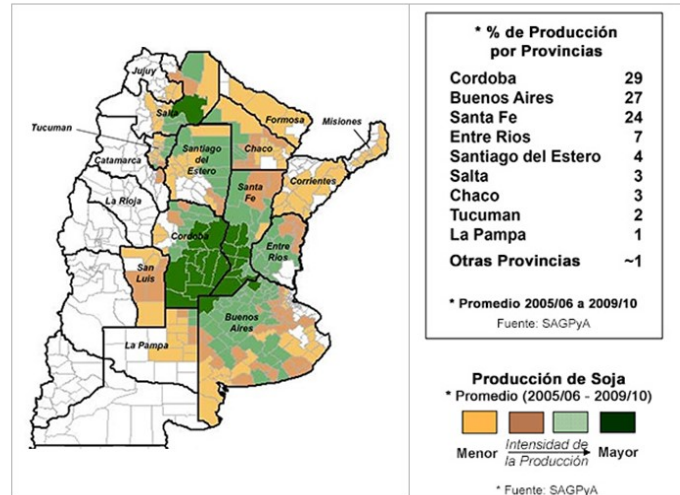 Jujuy
Salta
Formosa
Misiones
Tucuman
Chaco
Santiago
del
Estero
Catamarca
Corrientes
Santa
Fe
La Rioja
Cordoba
Entre
Rios
San
Luis
Buenos
Aires
La Pampa
* % de Producción
por Provincias
Cordoba 29
Buenos Aires 27
Santa Fe 24
Entre Rios 7
Santiago del Estero 4
Salta 3
Chaco 3
Tucuman 2
La Pampa 1
Otras Provincias ~1
* Promedio 2005/06 a 2009/10
Fuente: SAGPyA
Producción de Soja
* Promedio (2005/06 - 2009/10)
Menor Intensidad de la Producción Mayor
* Fuente: SAGPyA